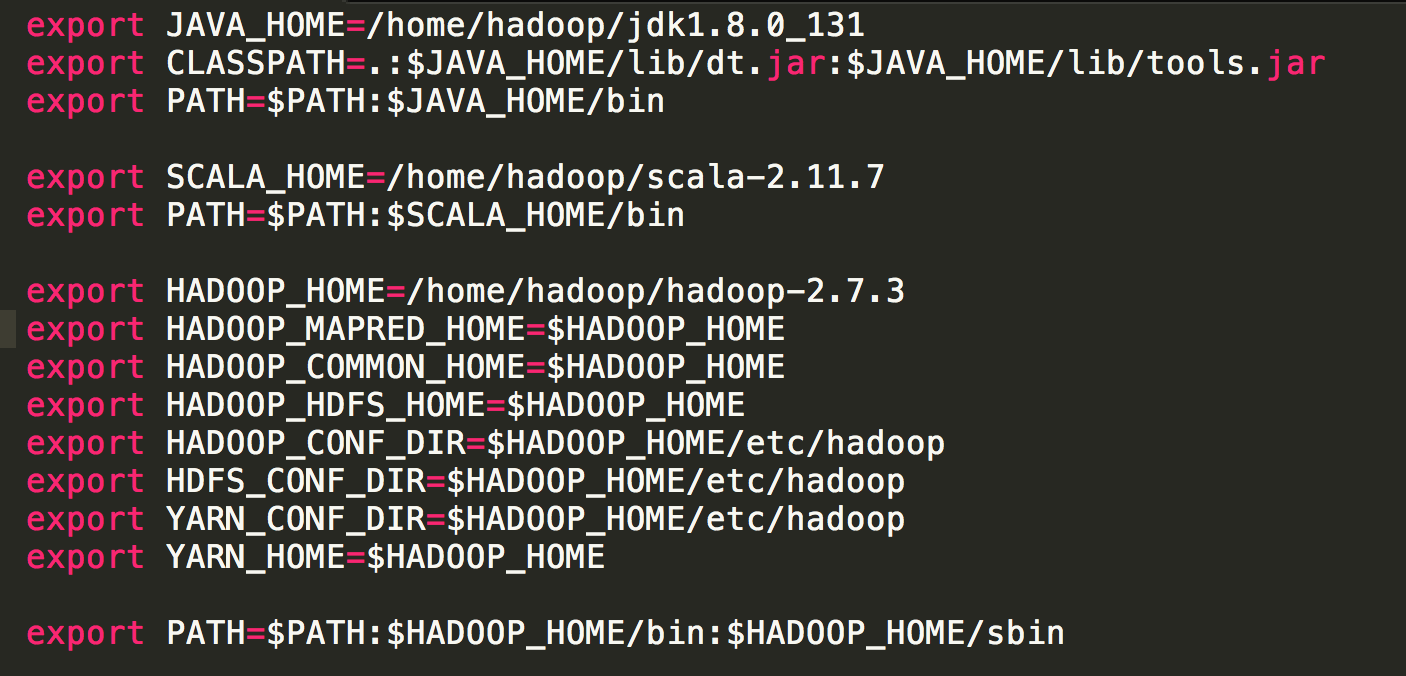 export JAVA_HOME=/home/hadoop/jdk1.8.0_131
export CLASSPATH=.:$JAVA_HOME/lib/dt.jar:$JAVA_HOME/lib/tools.jar
export PATH=$PATH:$JAVA_HOME/bin
export SCALA_HOME=/home/hadoop/scala-2.11.7
export PATH=$PATH:$SCALA_HOME/bin
export HADOOP_HOME=/home/hadoop/hadoop-2.7.3
export HADOOP_MAPRED_HOME=$HADOOP_HOME
export HADOOP_COMMON_HOME=$HADOOP_HOME
export HADOOP_HDFS_HOME=$HADOOP_HOME
export HADOOP_CONF_DIR=$HADOOP_HOME/etc/hadoop
export HDFS_CONF_DIR=$HADOOP_HOME/etc/hadoop
export YARN_CONF_DIR=$HADOOP_HOME/etc/hadoop
export YARN_HOME=$HADOOP_HOME
export PATH=$PATH:$HADOOP_HOME/bin:$HADOOP_HOME/sbin